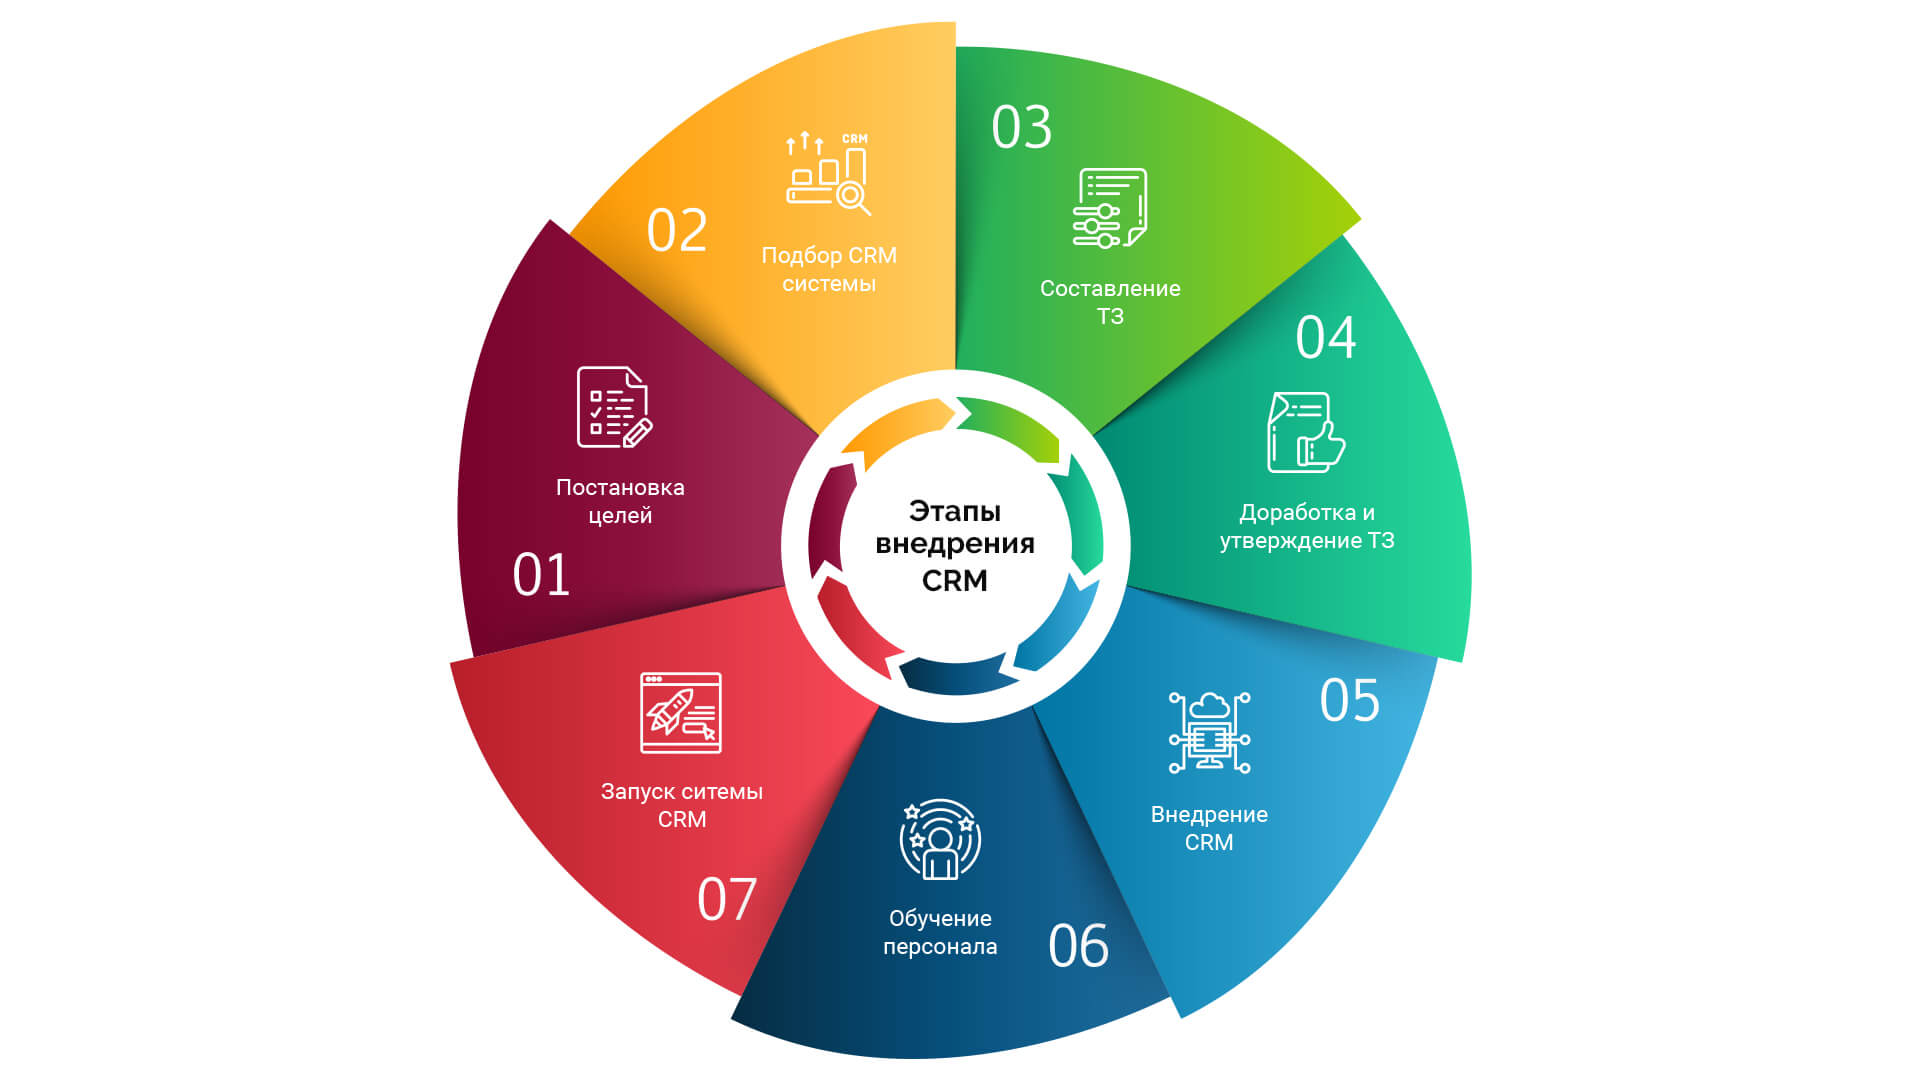 Этапы
внедрения
CRM
01
Постановка
целей
02
CRM
Подбор CRM
системы
03
Составление
ТЗ
04
Доработка и
утверждение ТЗ
05
Внедрение
CRM
06
Обучение
персонала
07
Запуск ситемы
CRM